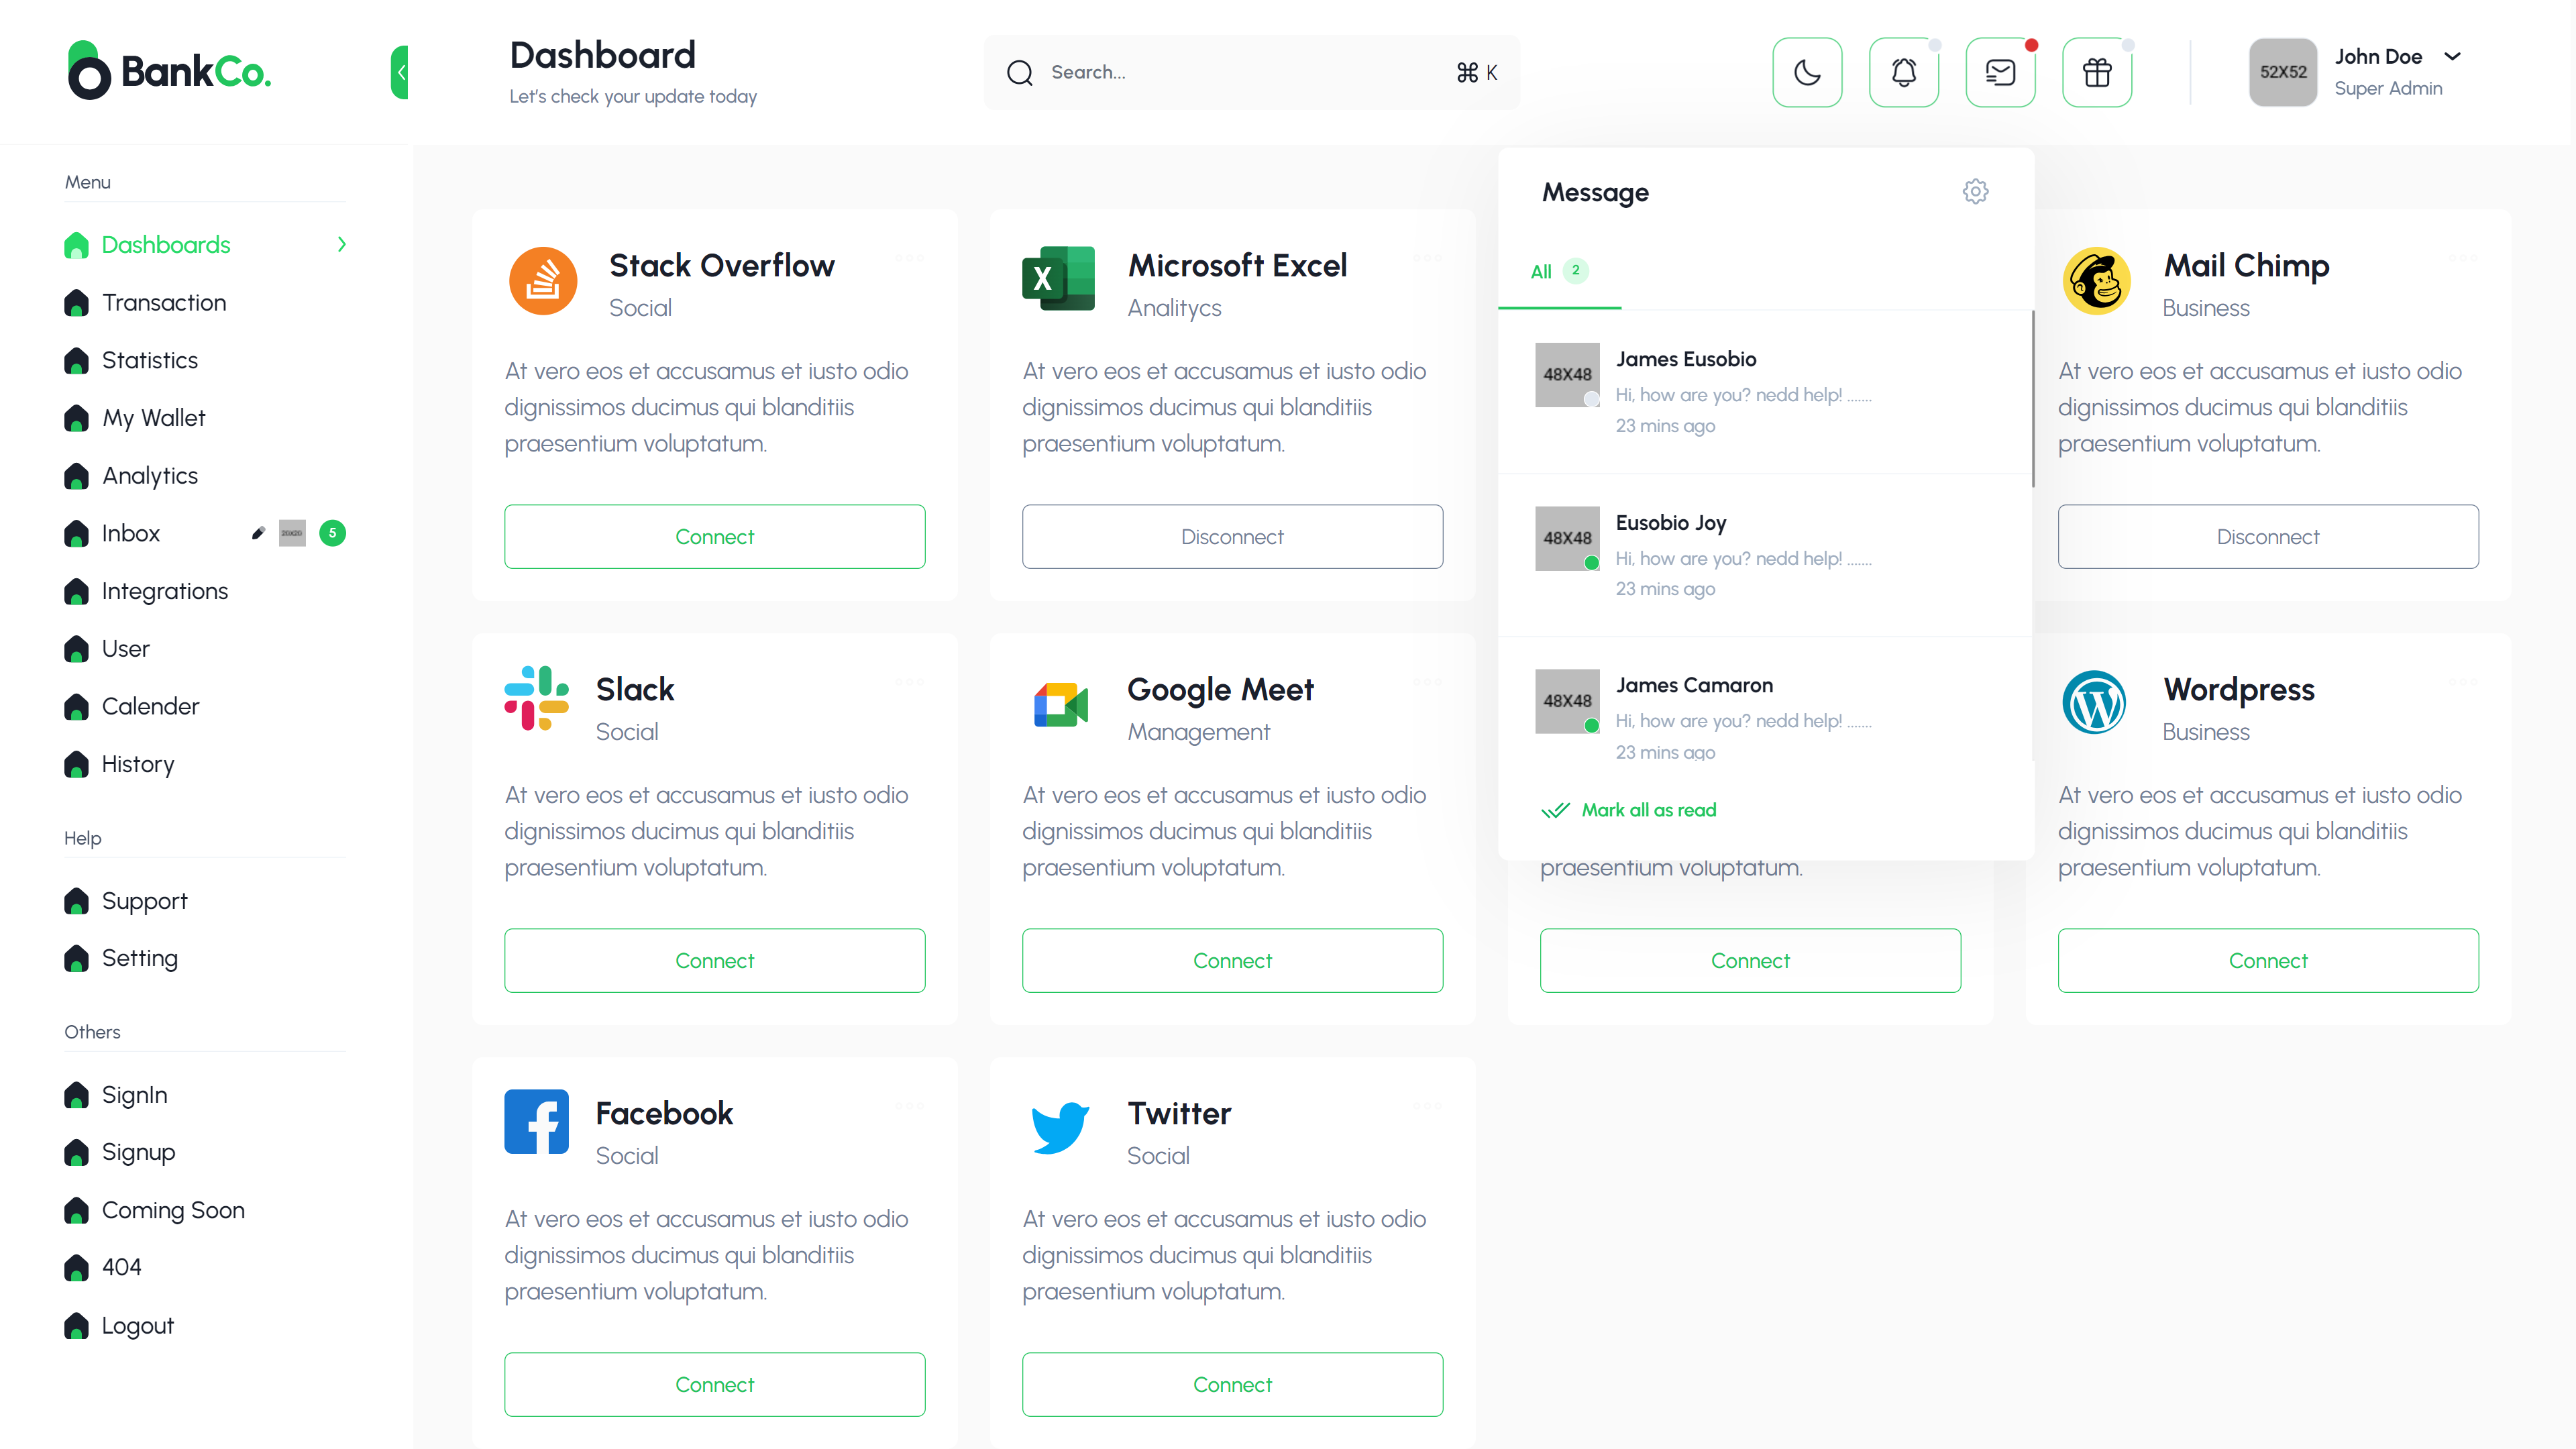 BankCo.
Dashboard
Let's check your update today
Search...
⌘ K
52X52
John Doe
Super Admin
Menu
Dashboards
Transaction
Statistics
My Wallet
Analytics
Inbox
5
Integrations
User
Calender
History
Help
Support
Setting
Others
SignIn
Signup
Coming Soon
404
Logout
Stack Overflow
Social
At vero eos et accusamus et iusto odio
dignissimos ducimus qui blanditiis
praesentium voluptatum.
Connect
Microsoft Excel
Analitycs
At vero eos et accusamus et iusto odio
dignissimos ducimus qui blanditiis
praesentium voluptatum.
Disconnect
Message
All 2
48X48
James Eusobio
Hi, how are you? nedd help! .......
23 mins ago
48X48
Eusobio Joy
Hi, how are you? nedd help! .......
23 mins ago
48X48
James Camaron
Hi, how are you? nedd help! .......
23 mins ago
Mark all as read
Mail Chimp
Business
At vero eos et accusamus et iusto odio
dignissimos ducimus qui blanditiis
praesentium voluptatum.
Disconnect
Slack
Social
At vero eos et accusamus et iusto odio
dignissimos ducimus qui blanditiis
praesentium voluptatum.
Connect
Google Meet
Management
At vero eos et accusamus et iusto odio
dignissimos ducimus qui blanditiis
praesentium voluptatum.
Connect
praesentium voluptatum.
Connect
Wordpress
Business
At vero eos et accusamus et iusto odio
dignissimos ducimus qui blanditiis
praesentium voluptatum.
Connect
Facebook
Social
At vero eos et accusamus et iusto odio
dignissimos ducimus qui blanditiis
praesentium voluptatum.
Connect
Twitter
Social
At vero eos et accusamus et iusto odio
dignissimos ducimus qui blanditiis
praesentium voluptatum.
Connect